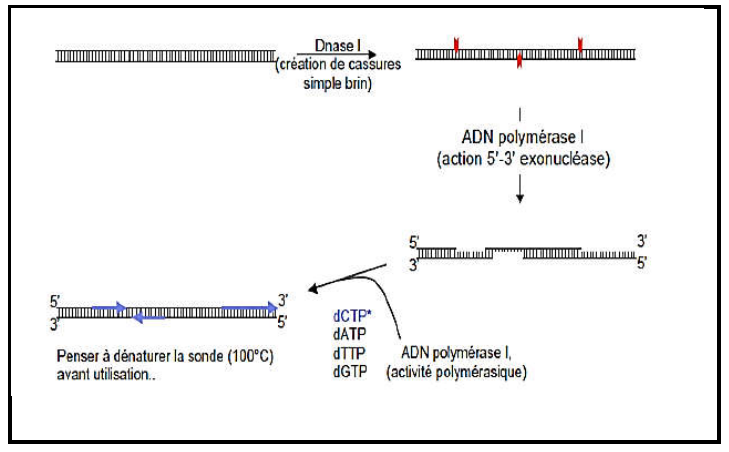 Dnase I
(création de cassures
simple brin)
ADN polymérase I
(action 5'-3' exonucléase)
5' 3'
3' 5'
5' 3'
3' 5'
dCTP*
dATP
dTTP
dGTP
ADN polymérase I,
(activité polymérasique)
Penser à dénaturer la sonde (100°C)
avant utilisation..